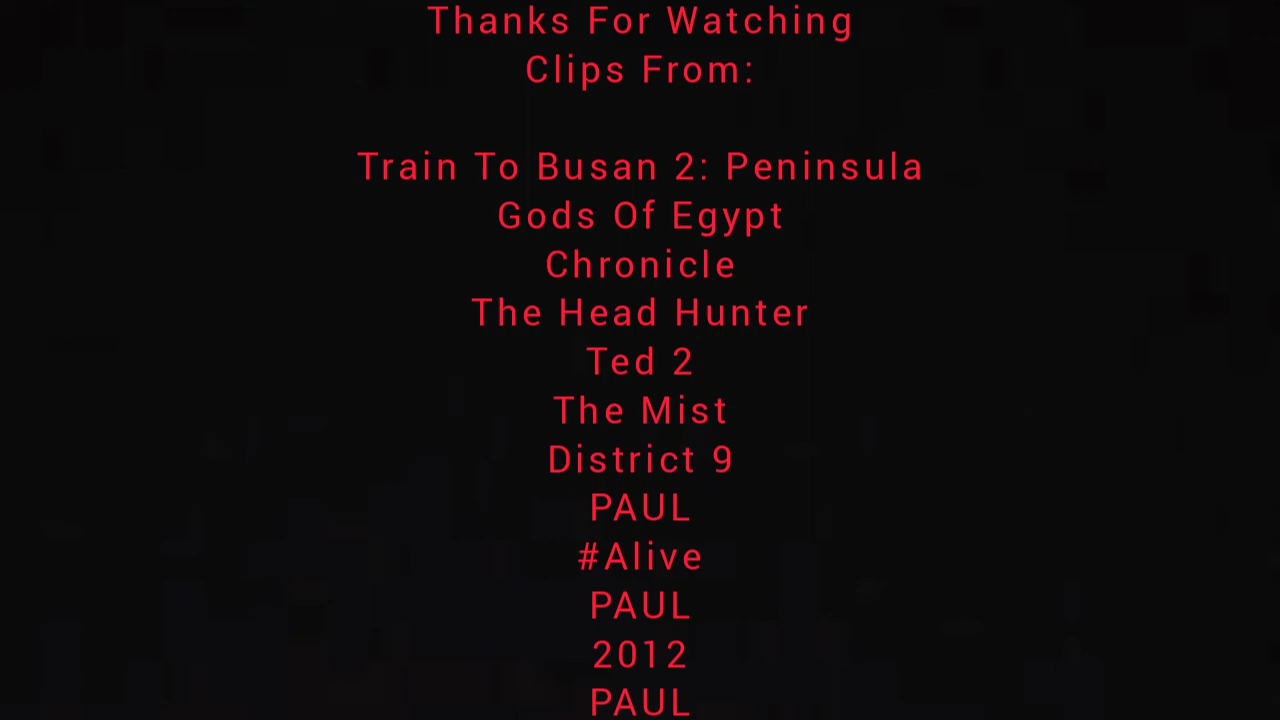 Thanks For Watching
Clips From:
Train To Busan 2: Peninsula
Gods Of Egypt
Chronicle
The Head Hunter
Ted 2
The Mist
District 9
PAUL
#Alive
PAUL
2012
PAUL